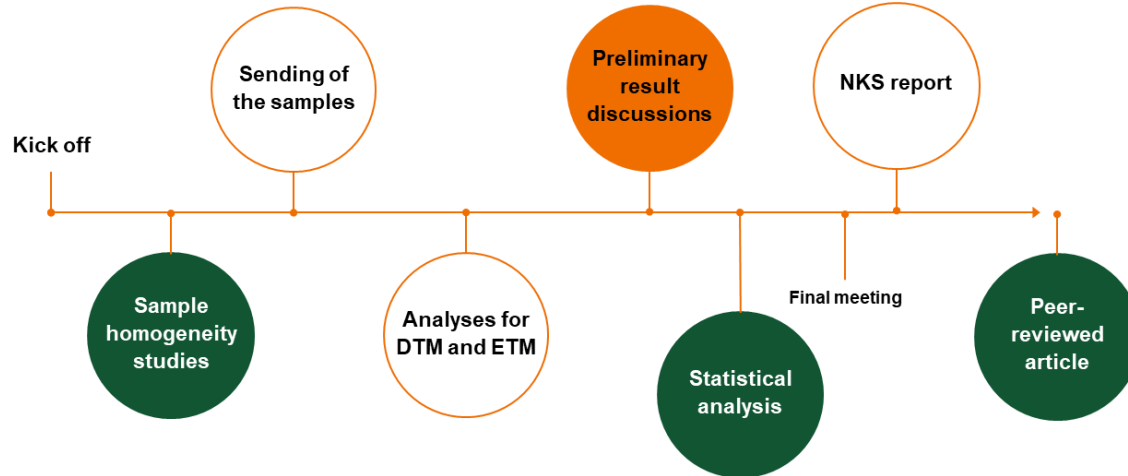 Kick off
Sample
homogeneity
studies
Sending of
the samples
Analyses for
DTM and ETM
Preliminary
result
discussions
Statistical
analysis
Final meeting
NKS report
Peer-
reviewed
article